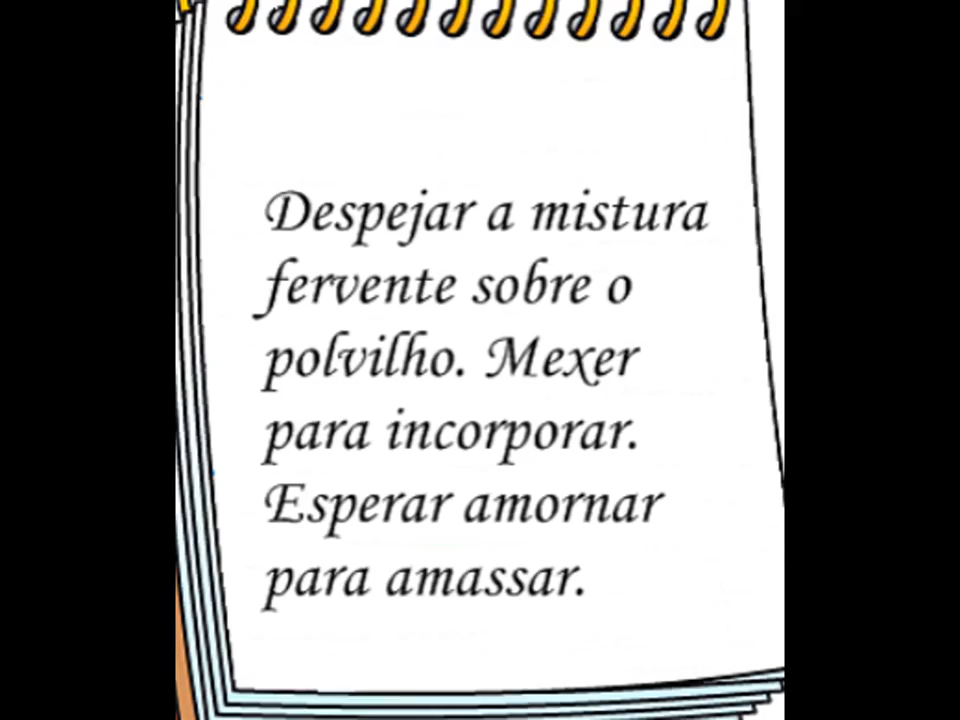 Despejar a mistura
fervente sobre o
polvilho. Mexer
para incorporar.
Esperar amornar
para amassar.